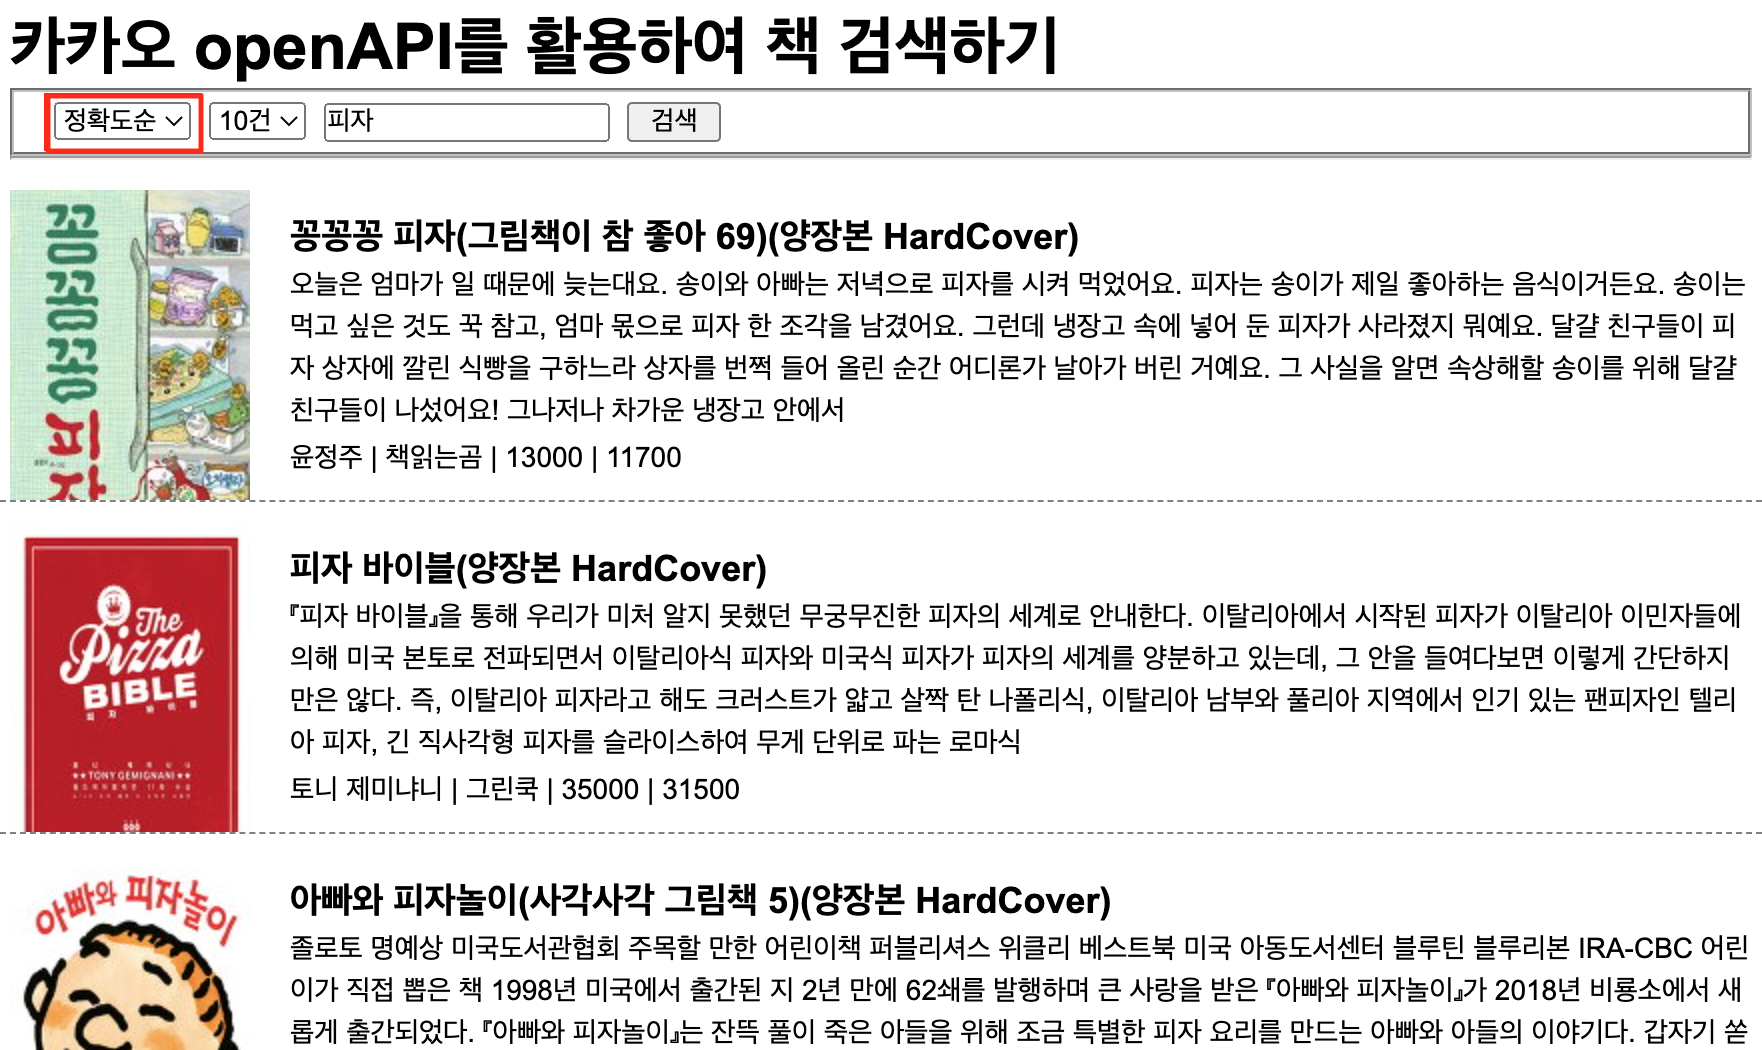 카카오 openAPI를 활용하여 책 검색하기
정확도순 10건 피자 검색
꽁꽁꽁 피자
꽁꽁꽁 피자(그림책이 참 좋아 69)(양장본 HardCover)
오늘은 엄마가 일 때문에 늦는대요. 송이와 아빠는 저녁으로 피자를 시켜 먹었어요. 피자는 송이가 제일 좋아하는 음식이거든요. 송이는
먹고 싶은 것도 꾹 참고, 엄마 몫으로 피자 한 조각을 남겼어요. 그런데 냉장고 속에 넣어 둔 피자가 사라졌지 뭐예요. 달걀 친구들이 피
자 상자에 깔린 식빵을 구하느라 상자를 번쩍 들어 올린 순간 어디론가 날아가 버린 거예요. 그 사실을 알면 속상해할 송이를 위해 달걀
친구들이 나섰어요! 그나저나 차가운 냉장고 안에서
윤정주 | 책읽는곰 | 13000 | 11700
The
Pizza
BIBLE
피자 바이블
★★TONY GEMIGNANI★★
피자 바이블(양장본 HardCover)
『피자 바이블』을 통해 우리가 미처 알지 못했던 무궁무진한 피자의 세계로 안내한다. 이탈리아에서 시작된 피자가 이탈리아 이민자들에
의해 미국 본토로 전파되면서 이탈리아식 피자와 미국식 피자가 피자의 세계를 양분하고 있는데, 그 안을 들여다보면 이렇게 간단하지
만은 않다. 즉, 이탈리아 피자라고 해도 크러스트가 얇고 살짝 탄 나폴리식, 이탈리아 남부와 풀리아 지역에서 인기 있는 팬피자인 텔리
아 피자, 긴 직사각형 피자를 슬라이스하여 무게 단위로 파는 로마식
토니 제미냐니 | 그린쿡 | 35000 | 31500
아빠와 피자놀이
아빠와 피자놀이(사각사각 그림책 5)(양장본 HardCover)
졸로토 명예상 미국도서관협회 주목할 만한 어린이책 퍼블리셔스 위클리 베스트북 미국 아동도서센터 블루틴 블루리본 IRA-CBC 어린
이가 직접 뽑은 책 1998년 미국에서 출간된 지 2년 만에 62쇄를 발행하며 큰 사랑을 받은 『아빠와 피자놀이』가 2018년 비룡소에서 새
롭게 출간되었다. 『아빠와 피자놀이』는 잔뜩 풀이 죽은 아들을 위해 조금 특별한 피자 요리를 만드는 아빠와 아들의 이야기다. 갑자기 쏟